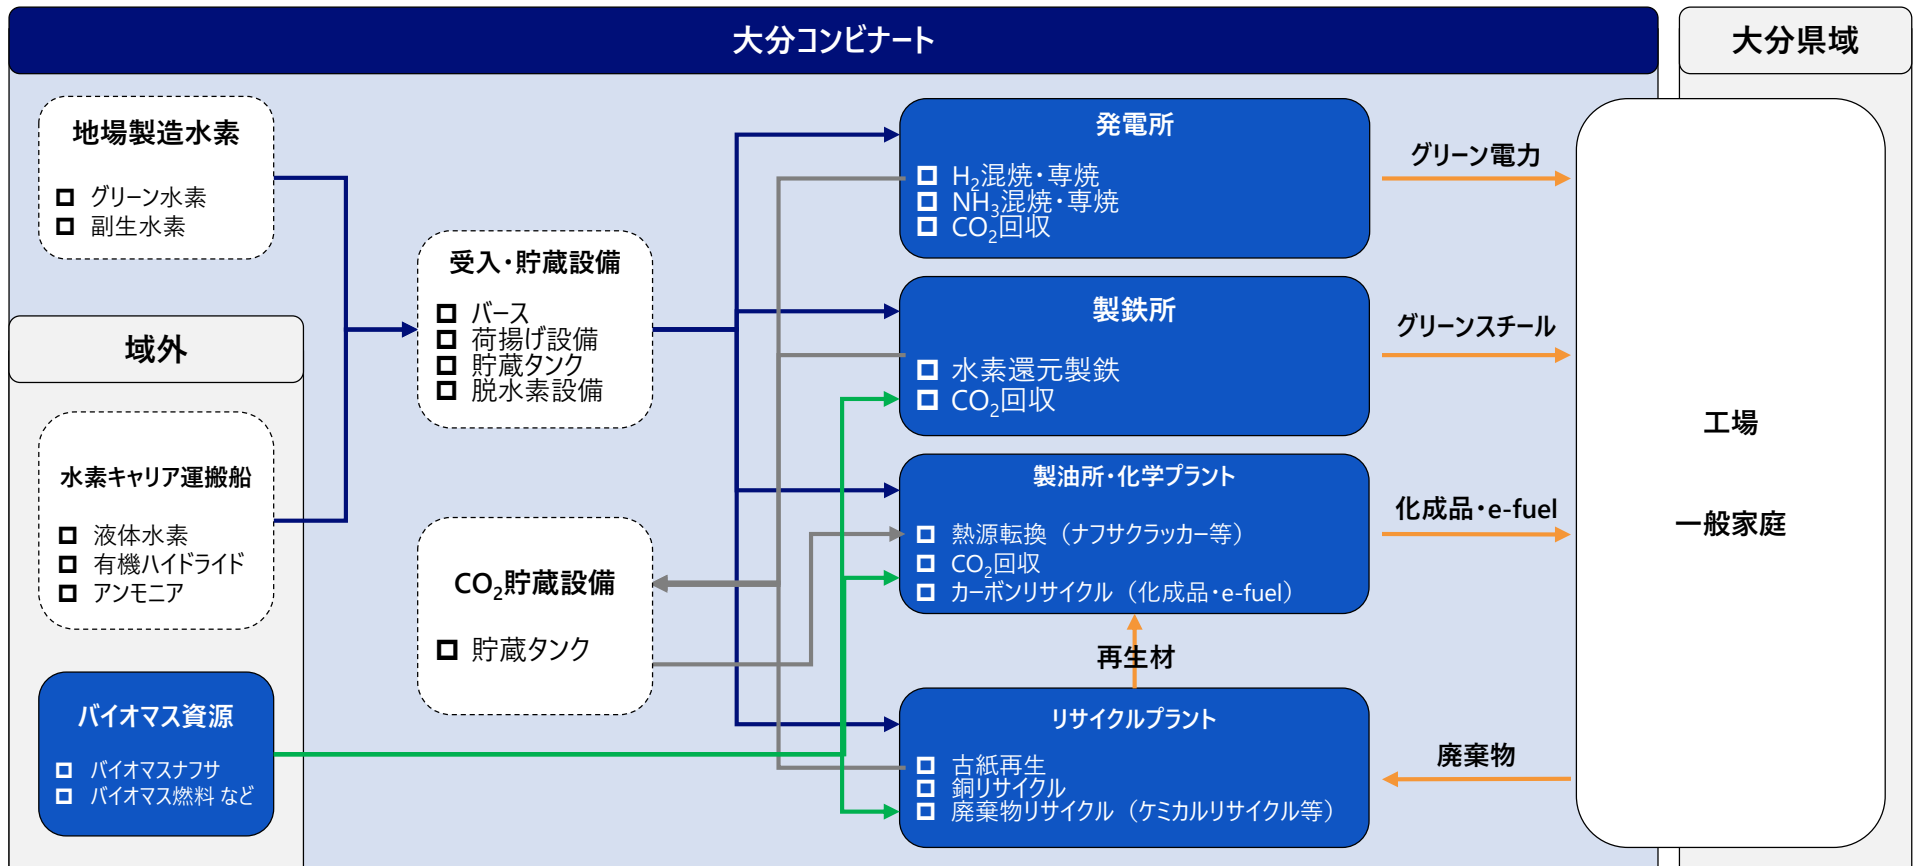 大分コンビナート
大分県域
地場製造水素
グリーン水素
副生水素
域外
水素キャリア運搬船
液体水素
有機ハイドライド
アンモニア
バイオマス資源
バイオマスナフサ
バイオマス燃料 など
受入・貯蔵設備
バース
荷揚げ設備
貯蔵タンク
脱水素設備
CO₂貯蔵設備
貯蔵タンク
発電所
H₂混焼・専焼
NH₃混焼・専焼
CO₂回収
製鉄所
水素還元製鉄
CO₂回収
製油所・化学プラント
熱源転換（ナフサクラッカー等）
CO₂回収
カーボンリサイクル（化成品・e-fuel）
再生材
リサイクルプラント
古紙再生
銅リサイクル
廃棄物リサイクル（ケミカルリサイクル等）
グリーン電力
グリーンスチール
化成品・e-fuel
廃棄物
工場
一般家庭